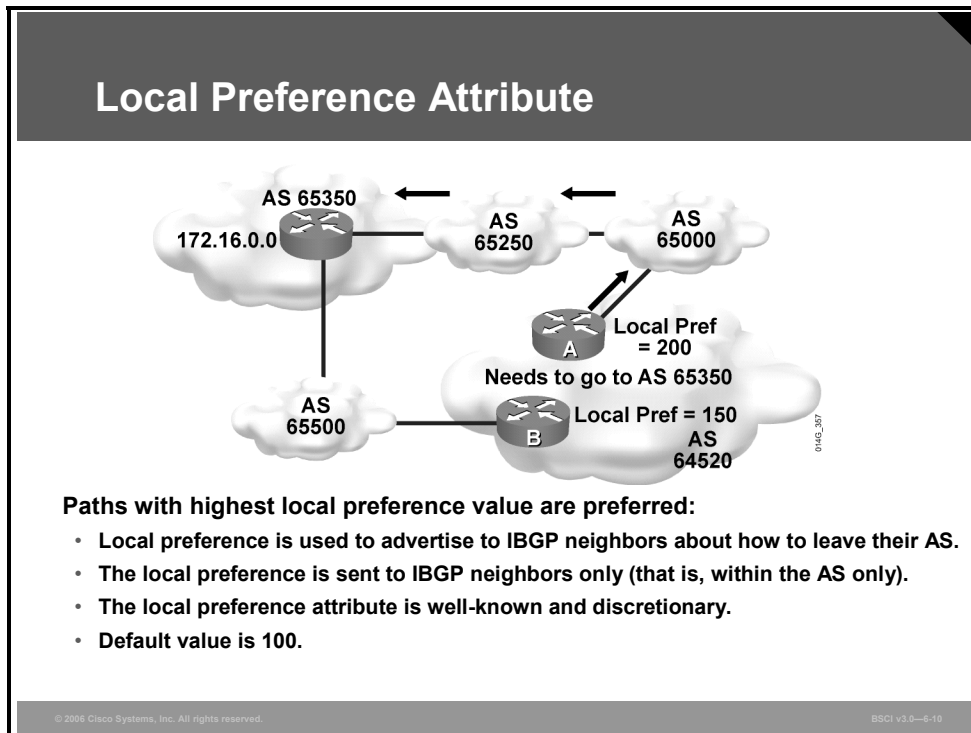 Local Preference Attribute
AS 65350
172.16.0.0
AS
65250
AS
65000
A
Local Pref
= 200
Needs to go to AS 65350
AS
65500
B
Local Pref = 150
AS
64520
014G_357
Paths with highest local preference value are preferred:
• Local preference is used to advertise to IBGP neighbors about how to leave their AS.
• The local preference is sent to IBGP neighbors only (that is, within the AS only).
• The local preference attribute is well-known and discretionary.
• Default value is 100.
© 2006 Cisco Systems, Inc. All rights reserved.
BSCI v3.0—6-10